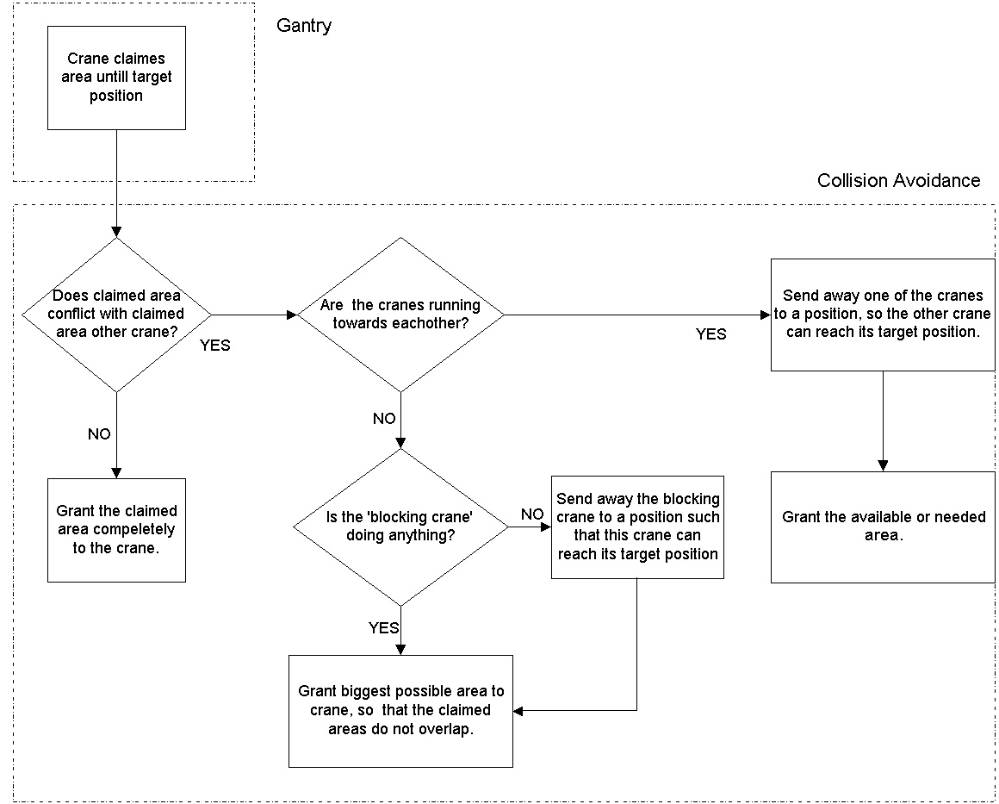 Gantry
Crane claimes
area untill target
position
Collision Avoidance
Does claimed area
conflict with claimed
area other crane?
YES
Are the cranes running
towards eachother?
YES
Send away one of the cranes
to a position, so the other crane
can reach its target position.
NO
NO
Grant the claimed
area compeletely
to the crane.
Is the 'blocking crane'
doing anything?
NO
Send away the blocking
crane to a position such
that this crane can
reach its target position
Grant the available or needed
area.
YES
Grant biggest possible area to
crane, so that the claimed
areas do not overlap.